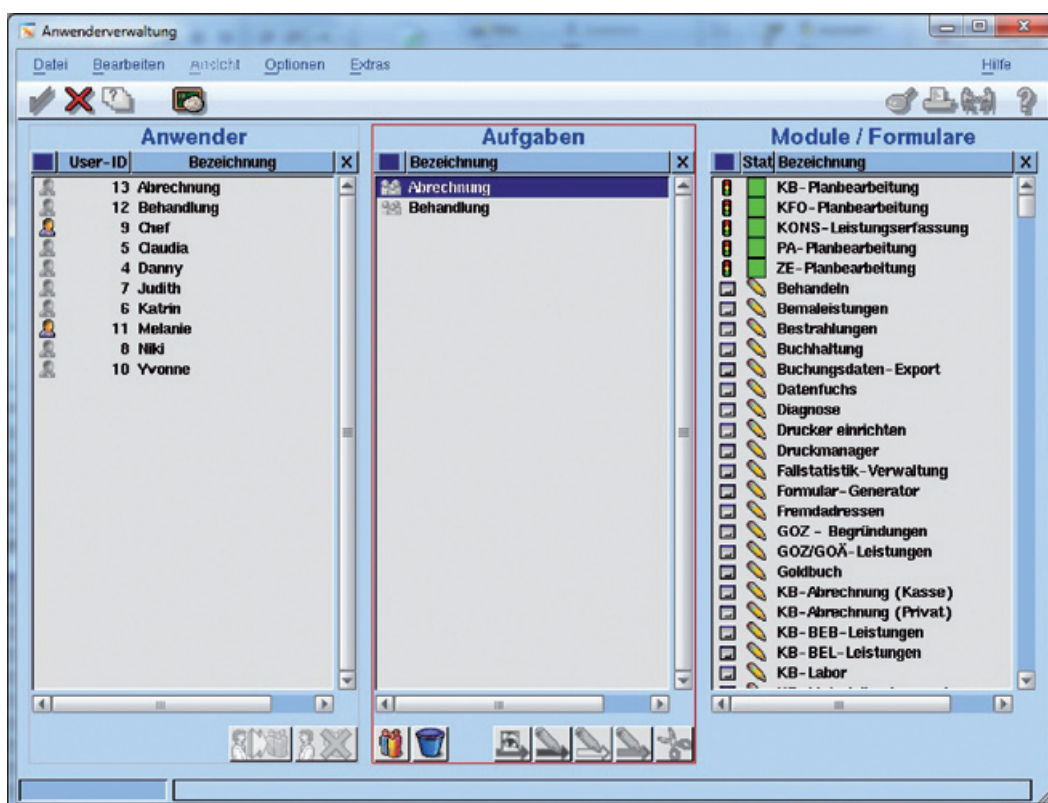 Anwenderverwaltung
Datei Bearbeiten Ansicht Optionen Extras Hilfe
Anwender
User-ID Bezeichnung X
13 Abrechnung
12 Behandlung
9 Chef
5 Claudia
4 Danny
7 Judith
6 Katrin
11 Melanie
8 Niki
10 Yvonne
Aufgaben
Bezeichnung X
Abrechnung
Behandlung
Module / Formulare
Stat Bezeichnung X
KB-Planbearbeitung
KFO-Planbearbeitung
KONS-Leistungserfassung
PA-Planbearbeitung
ZE-Planbearbeitung
Behandeln
Bemaleistungen
Bestrahlungen
Buchhaltung
Buchungsdaten-Export
Datenfuchs
Diagnose
Drucker einrichten
Druckmanager
Fallstatistik-Verwaltung
Formular-Generator
Fremdadressen
GOZ - Begründungen
GOZ/GOÄ-Leistungen
Goldbuch
KB-Abrechnung (Kasse)
KB-Abrechnung (Privat)
KB-BEB-Leistungen
KB-BEL-Leistungen
KB-Labor